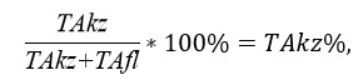 TAkz
TAkz+TAfl * 100% = TAkz%,